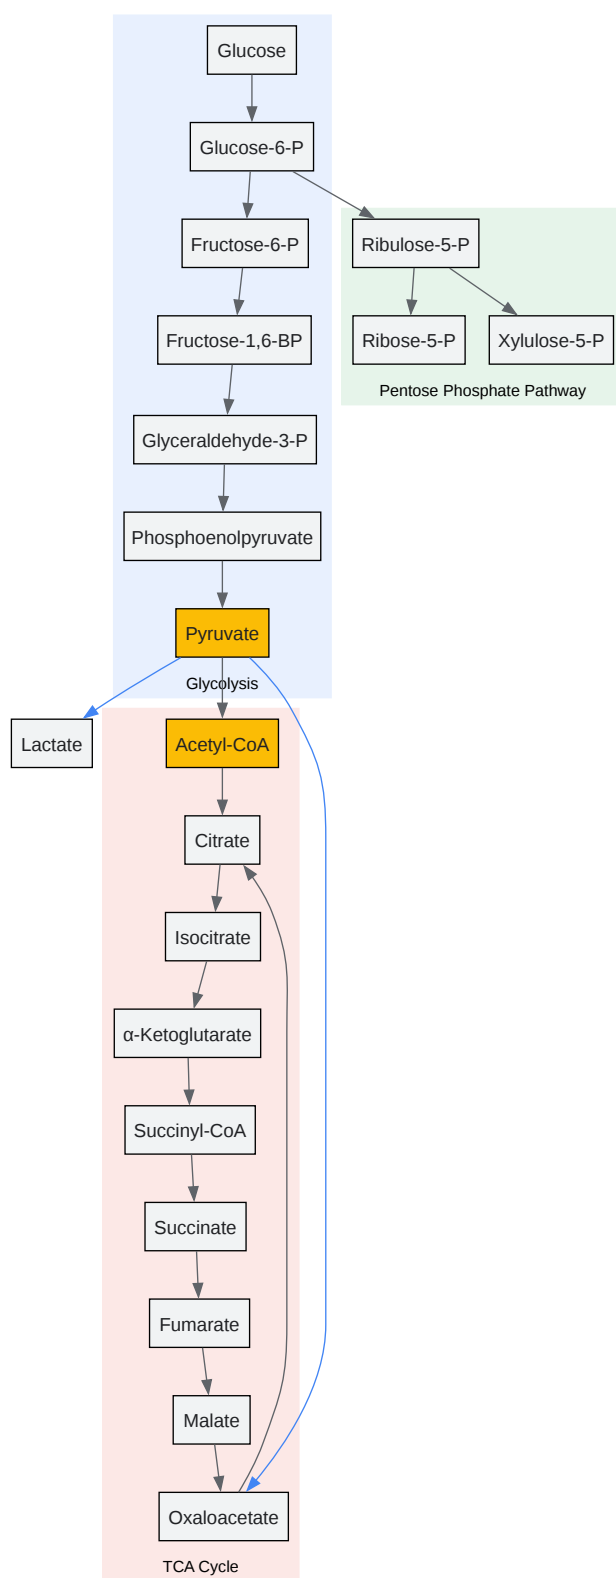 Glucose
Glucose-6-P
Fructose-6-P
Ribulose-5-P
Fructose-1,6-BP
Ribose-5-P
Xylulose-5-P
Pentose Phosphate Pathway
Glyceraldehyde-3-P
Phosphoenolpyruvate
Pyruvate
Glycolysis
Lactate
Acetyl-CoA
Citrate
Isocitrate
α-Ketoglutarate
Succinyl-CoA
Succinate
Fumarate
Malate
Oxaloacetate
TCA Cycle